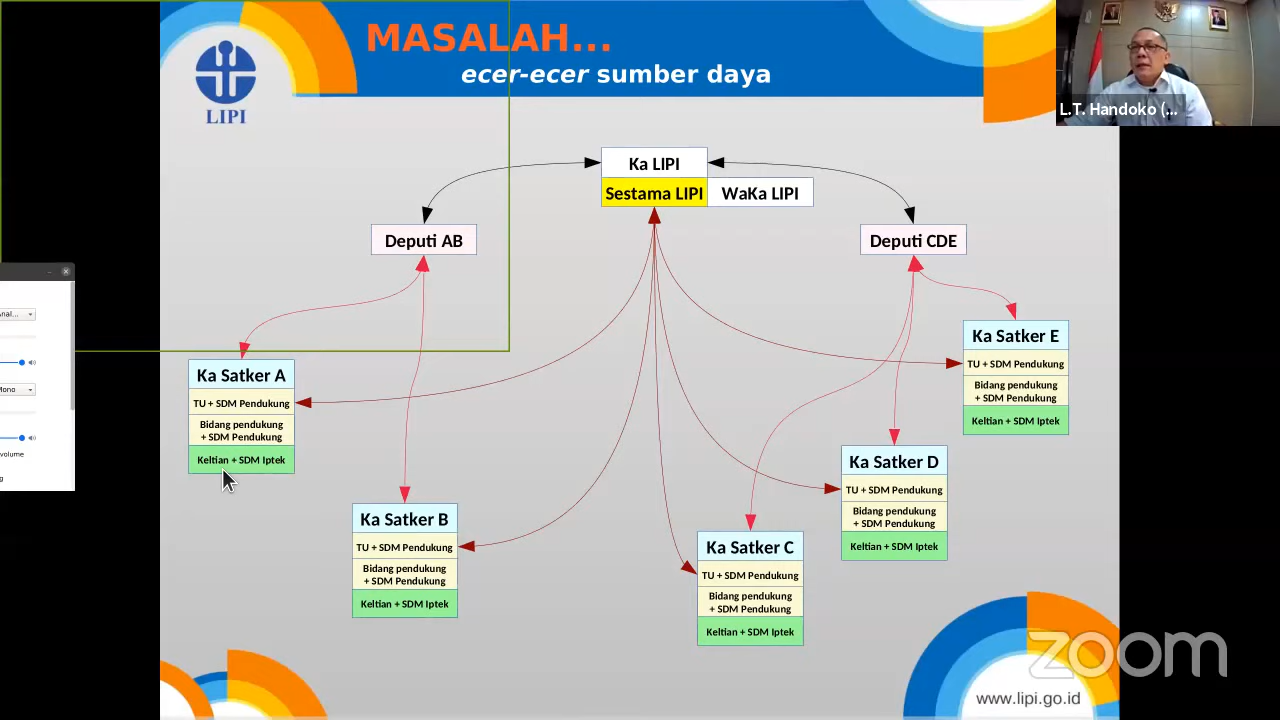 MASALAH...
ecer-ecer sumber daya
LIPI
L.T. Handoko (...
Ka LIPI
Sestama LIPI
WaKa LIPI
Deputi AB
Deputi CDE
Ka Satker A
TU + SDM Pendukung
Bidang pendukung
+ SDM Pendukung
Keltian + SDM Iptek
Ka Satker B
TU + SDM Pendukung
Bidang pendukung
+ SDM Pendukung
Keltian + SDM Iptek
Ka Satker C
TU + SDM Pendukung
Bidang pendukung
+ SDM Pendukung
Keltian + SDM Iptek
Ka Satker D
TU + SDM Pendukung
Bidang pendukung
+ SDM Pendukung
Keltian + SDM Iptek
Ka Satker E
TU + SDM Pendukung
Bidang pendukung
+ SDM Pendukung
Keltian + SDM Iptek
Anal...
Mono
volume
zoom
www.lipi.go.id